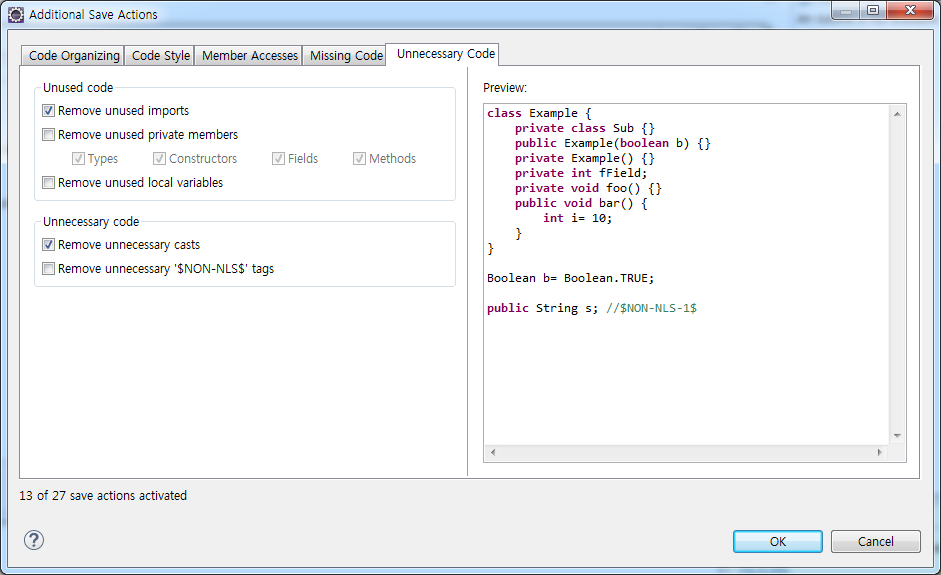 Additional Save Actions
Code Organizing Code Style Member Accesses Missing Code Unnecessary Code
Unused code
Remove unused imports
Remove unused private members
Types Constructors Fields Methods
Remove unused local variables
Unnecessary code
Remove unnecessary casts
Remove unnecessary '$NON-NLS$' tags
Preview:
class Example {
    private class Sub {}
    public Example(boolean b) {}
    private Example() {}
    private int fField;
    private void foo() {}
    public void bar() {
        int i= 10;
    }
}
Boolean b= Boolean.TRUE;
public String s; //$NON-NLS-1$
13 of 27 save actions activated
?
OK Cancel